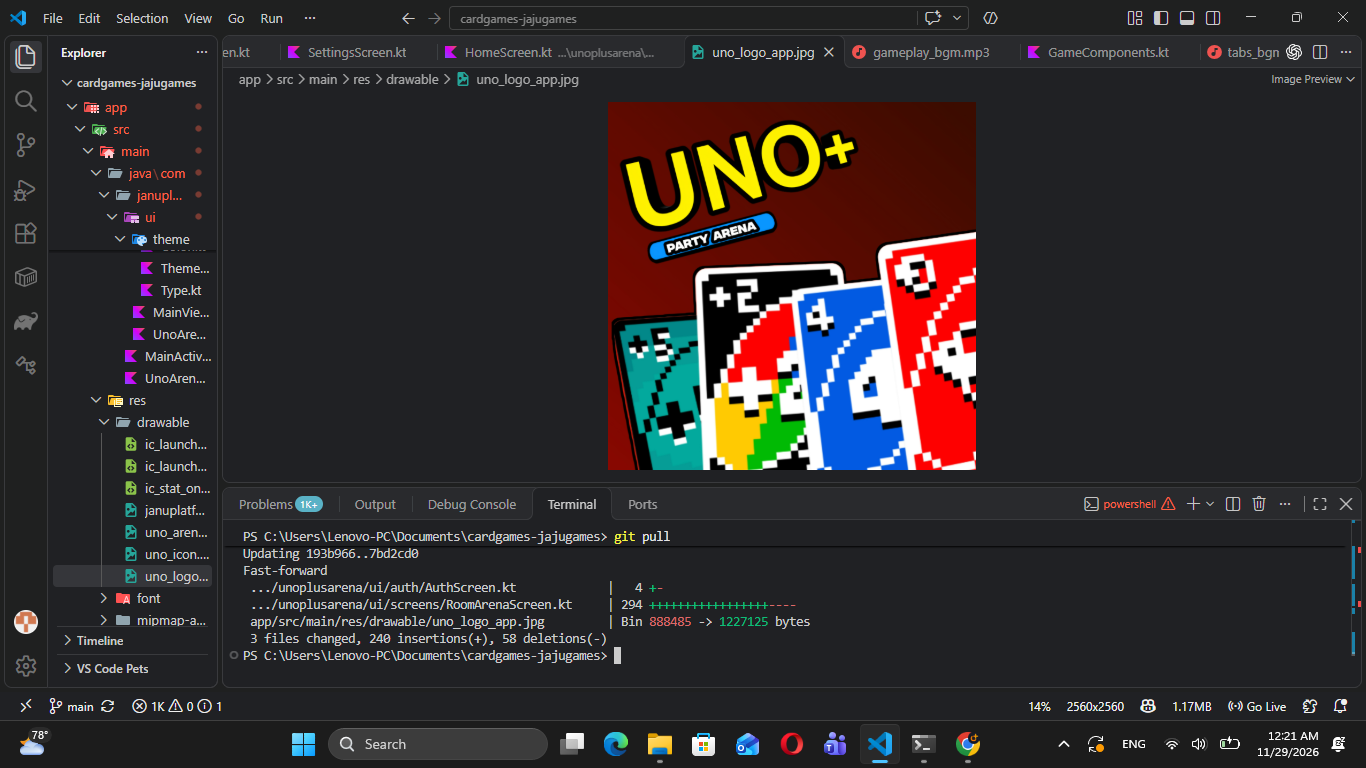 File Edit Selection View Go Run ···
cardgames-jajugames
Explorer ···
cardgames-jajugames
app
src
main
java\com
janupl...
ui
theme
Theme...
Type.kt
MainVie...
UnoAre...
MainActiv...
UnoAren...
res
drawable
ic_launch...
ic_launch...
ic_stat_on...
januplatf...
uno_aren...
uno_icon....
uno_logo...
font
mipmap-a...
Timeline
VS Code Pets
en.kt SettingsScreen.kt HomeScreen.kt ...\unoplusarena\... uno_logo_app.jpg gameplay_bgm.mp3 GameComponents.kt tabs_bgn ···
app > src > main > res > drawable > uno_logo_app.jpg
Image Preview
UNO+
PARTY ARENA
+5
+2
4
0
Problems 1K+ Output Debug Console Terminal Ports
powershell ···
PS C:\Users\Lenovo-PC\Documents\cardgames-jajugames> git pull
Updating 193b966..7bd2cd0
Fast-forward
.../unoplusarena/ui/auth/AuthScreen.kt | 4 +-
.../unoplusarena/ui/screens/RoomArenaScreen.kt | 294 +++++++++++++++++----
app/src/main/res/drawable/uno_logo_app.jpg | Bin 888485 -> 1227125 bytes
3 files changed, 240 insertions(+), 58 deletions(-)
PS C:\Users\Lenovo-PC\Documents\cardgames-jajugames>
main 1K 0 1
14% 2560x2560 1.17MB Go Live
78°
Search
ENG
12:21 AM
11/29/2026